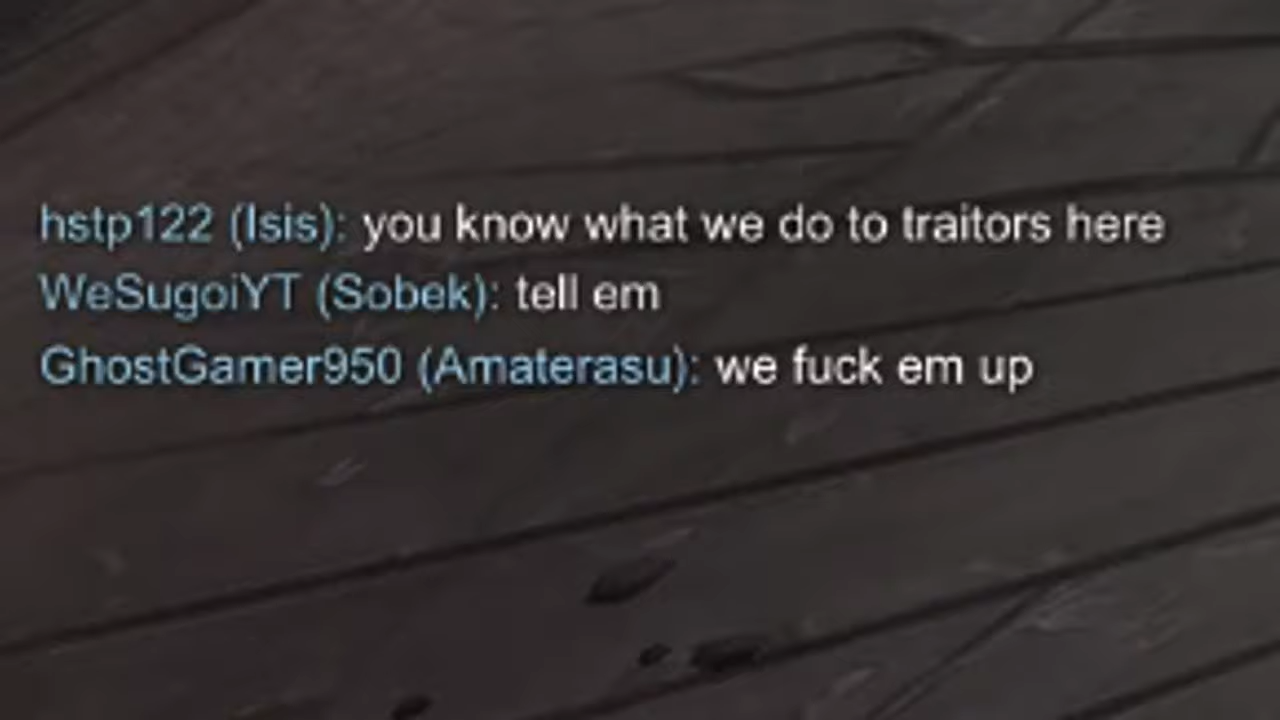 hstp122 (Isis): you know what we do to traitors here
WeSugoiYT (Sobek): tell em
GhostGamer950 (Amaterasu): we fuck em up